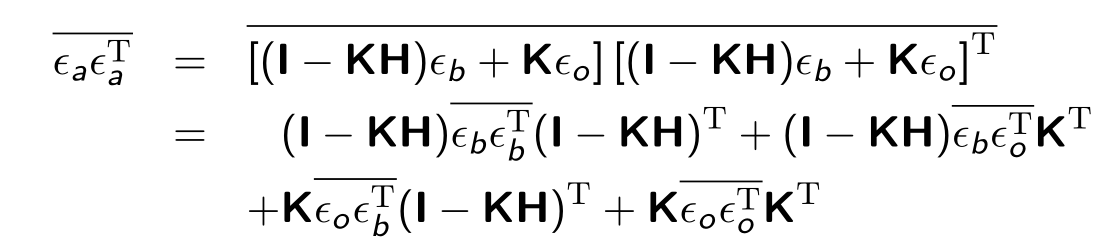 $\overline{\epsilon_a \epsilon_a^{\mathrm{T}}} = \overline{[(\mathbf{I} - \mathbf{KH})\epsilon_b + \mathbf{K}\epsilon_o] [(\mathbf{I} - \mathbf{KH})\epsilon_b + \mathbf{K}\epsilon_o]^{\mathrm{T}}}$
$= (\mathbf{I} - \mathbf{KH})\overline{\epsilon_b \epsilon_b^{\mathrm{T}}}(\mathbf{I} - \mathbf{KH})^{\mathrm{T}} + (\mathbf{I} - \mathbf{KH})\overline{\epsilon_b \epsilon_o^{\mathrm{T}}}\mathbf{K}^{\mathrm{T}}$
$+ \mathbf{K}\overline{\epsilon_o \epsilon_b^{\mathrm{T}}}(\mathbf{I} - \mathbf{KH})^{\mathrm{T}} + \mathbf{K}\overline{\epsilon_o \epsilon_o^{\mathrm{T}}}\mathbf{K}^{\mathrm{T}}$